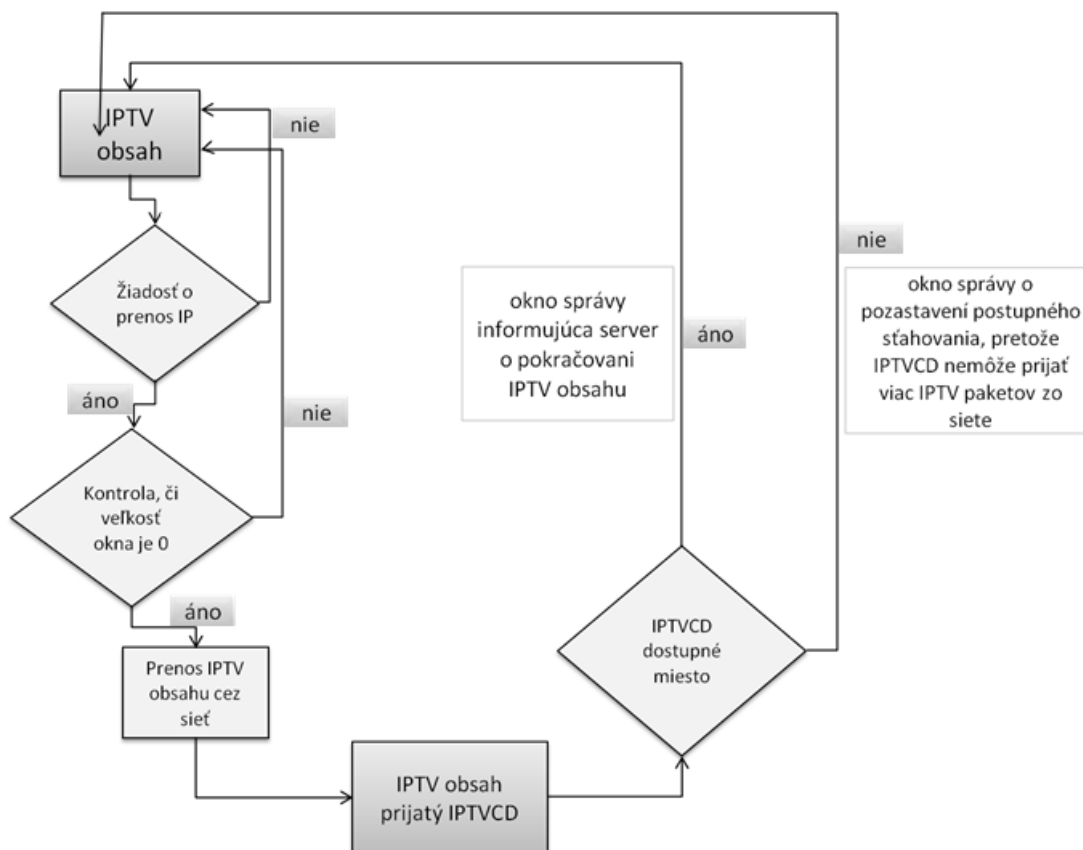 IPTV
obsah
nie
Žiadosť o
prenos IP
áno
nie
Kontrola, či
veľkosť
okna je 0
áno
Prenos IPTV
obsahu cez
sieť
IPTV obsah
prijatý IPTVCD
IPTVCD
dostupné
miesto
okno správy
informujúca server
o pokračovani
IPTV obsahu
áno
nie
okno správy o
pozastavení postupného
sťahovania, pretože
IPTVCD nemôže prijať
viac IPTV paketov zo
siete